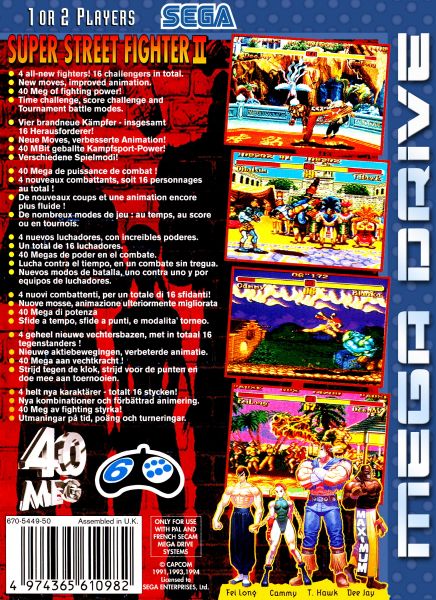 1 OR 2 PLAYERS
SEGA
SUPER STREET FIGHTER II
• 4 all-new fighters! 16 challengers in total.
• New moves, improved animation.
• 40 Meg of fighting power!
• Time challenge, score challenge and
Tournament battle modes.
• Vier brandneue Kämpfer - insgesamt
16 Herausforderer!
• Neue Moves, verbesserte Animation!
• 40 MBit geballte Kampfsport-Power!
• Verschiedene Spielmodi!
• 40 Mega de puissance de combat !
• 4 nouveaux combattants, soit 16 personnages
au total !
• De nouveaux coups et une animation encore
plus fluide !
• De nombreux modes de jeu : au temps, au score
ou en tournois.
• 4 nuevos luchadores, con increibles poderes.
• Un total de 16 luchadores.
• 40 Megas de poder en el combate.
• Lucha contra el tiempo, en un combate sin tregua.
• Nuevos modos de batalla, uno contra uno y por
equipos de luchadores.
• 4 nuovi combattenti, per un totale di 16 sfidanti!
• Nuove mosse, animazione ulteriormente migliorata
• 40 Mega di potenza
• Sfide a tempo, sfide a punti, e modalita' torneo.
• 4 geheel nieuwe vechtersbazen, met in totaal 16
tegenstanders !
• Nieuwe aktiebewegingen, verbeterde animatie.
• 40 Mega aan vechtkracht !
• Strijd tegen de klok, strijd voor de punten en
doe mee aan toernooien.
• 4 helt nya karaktärer - totalt 16 stycken!
• Nya kombinationer och förbättrad animering.
• 40 Meg av fighting styrka!
• Utmaningar på tid, poäng och turneringar.
40
MEG
6
670-5449-50 Assembled in U.K.
4 974365 610982
ONLY FOR USE
WITH PAL AND
FRENCH SECAM
MEGA DRIVE
SYSTEMS
© CAPCOM
1991,1993,1994
Licensed to
SEGA ENTERPRISES, Ltd.
MAXIMUM
Fei Long Cammy T. Hawk Dee Jay
MEGA DRIVE